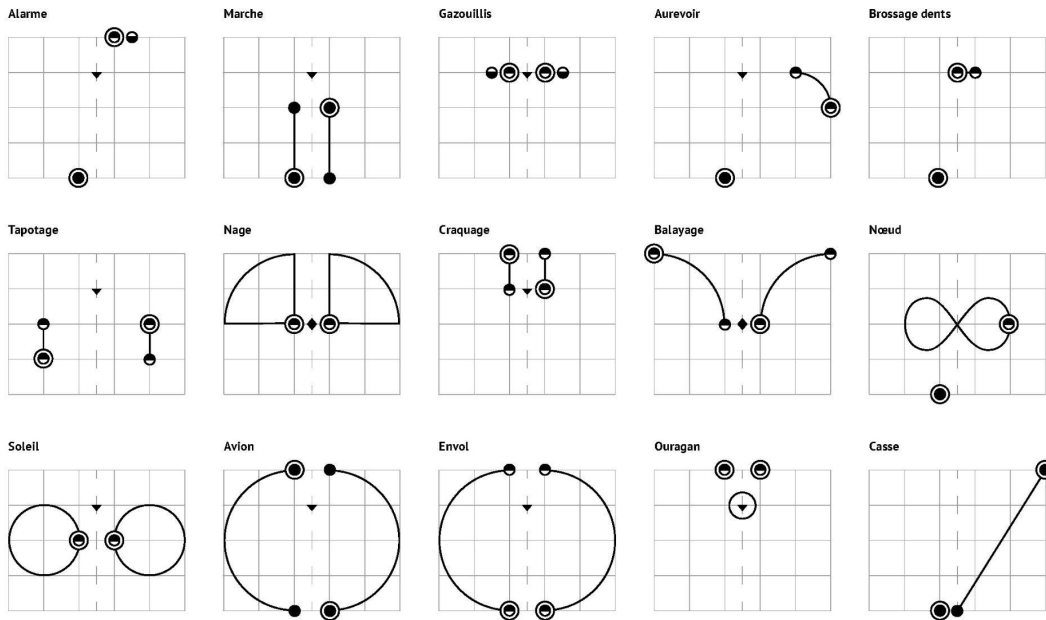 Alarme
Marche
Gazouillis
Aurevoir
Brossage dents
Tapotage
Nage
Craquage
Balayage
Nœud
Soleil
Avion
Envol
Ouragan
Casse